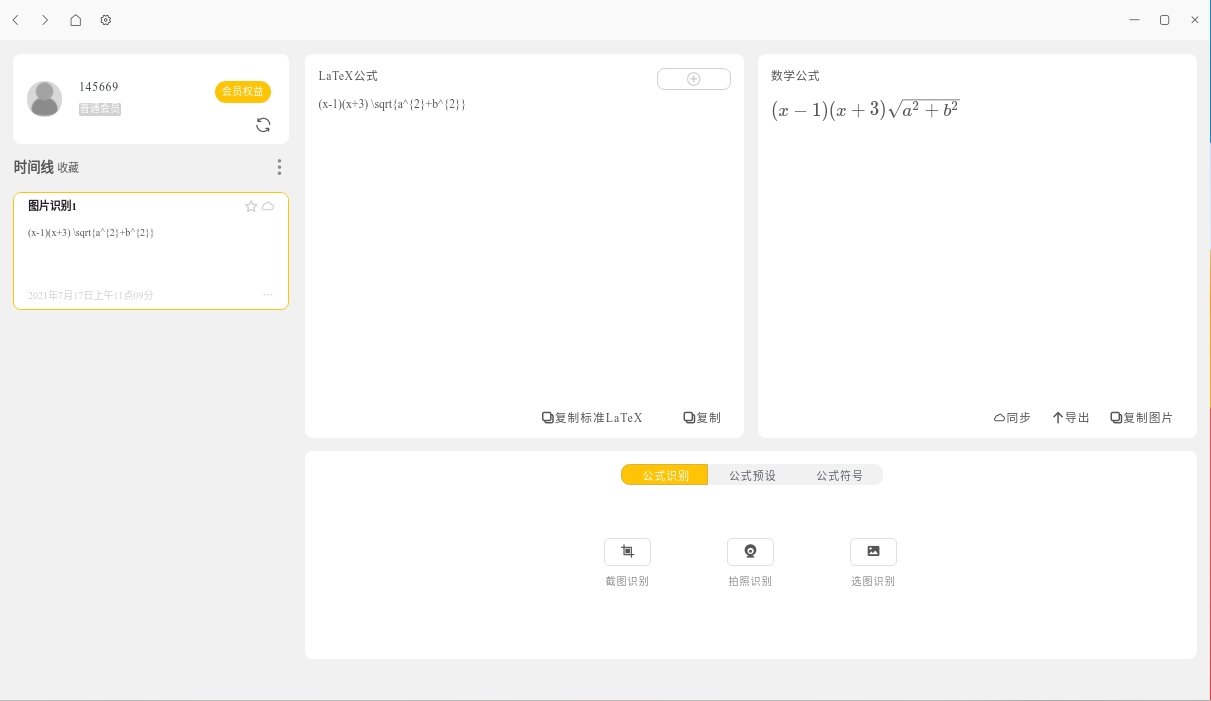 145669
会员权益
普通会员
时间线 收藏
图片识别1
(x-1)(x+3) \sqrt{a^{2}+b^{2}}
2021年7月17日上午11点09分
LaTeX公式
(x-1)(x+3) \sqrt{a^{2}+b^{2}}
复制标准LaTeX 复制
数学公式
(x − 1)(x + 3)√a² + b²
同步 导出 复制图片
公式识别 公式预设 公式符号
截图识别 拍照识别 选图识别